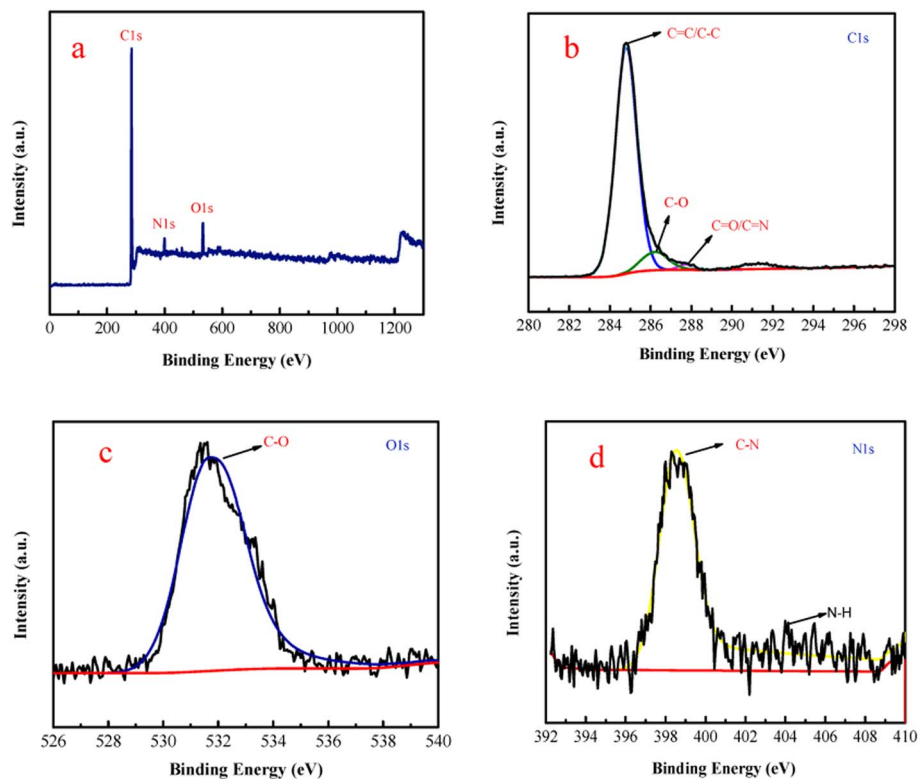 a
C1s
N1s
O1s
Intensity (a.u.)
0 200 400 600 800 1000 1200
Binding Energy (eV)
b
C=C/C-C
C1s
C-O
C=O/C=N
Intensity (a.u.)
280 282 284 286 288 290 292 294 296 298
Binding Energy (eV)
c
C-O
O1s
Intensity (a.u.)
526 528 530 532 534 536 538 540
Binding Energy (eV)
d
C-N
N1s
N-H
Intensity (a.u.)
392 394 396 398 400 402 404 406 408 410
Binding Energy (eV)